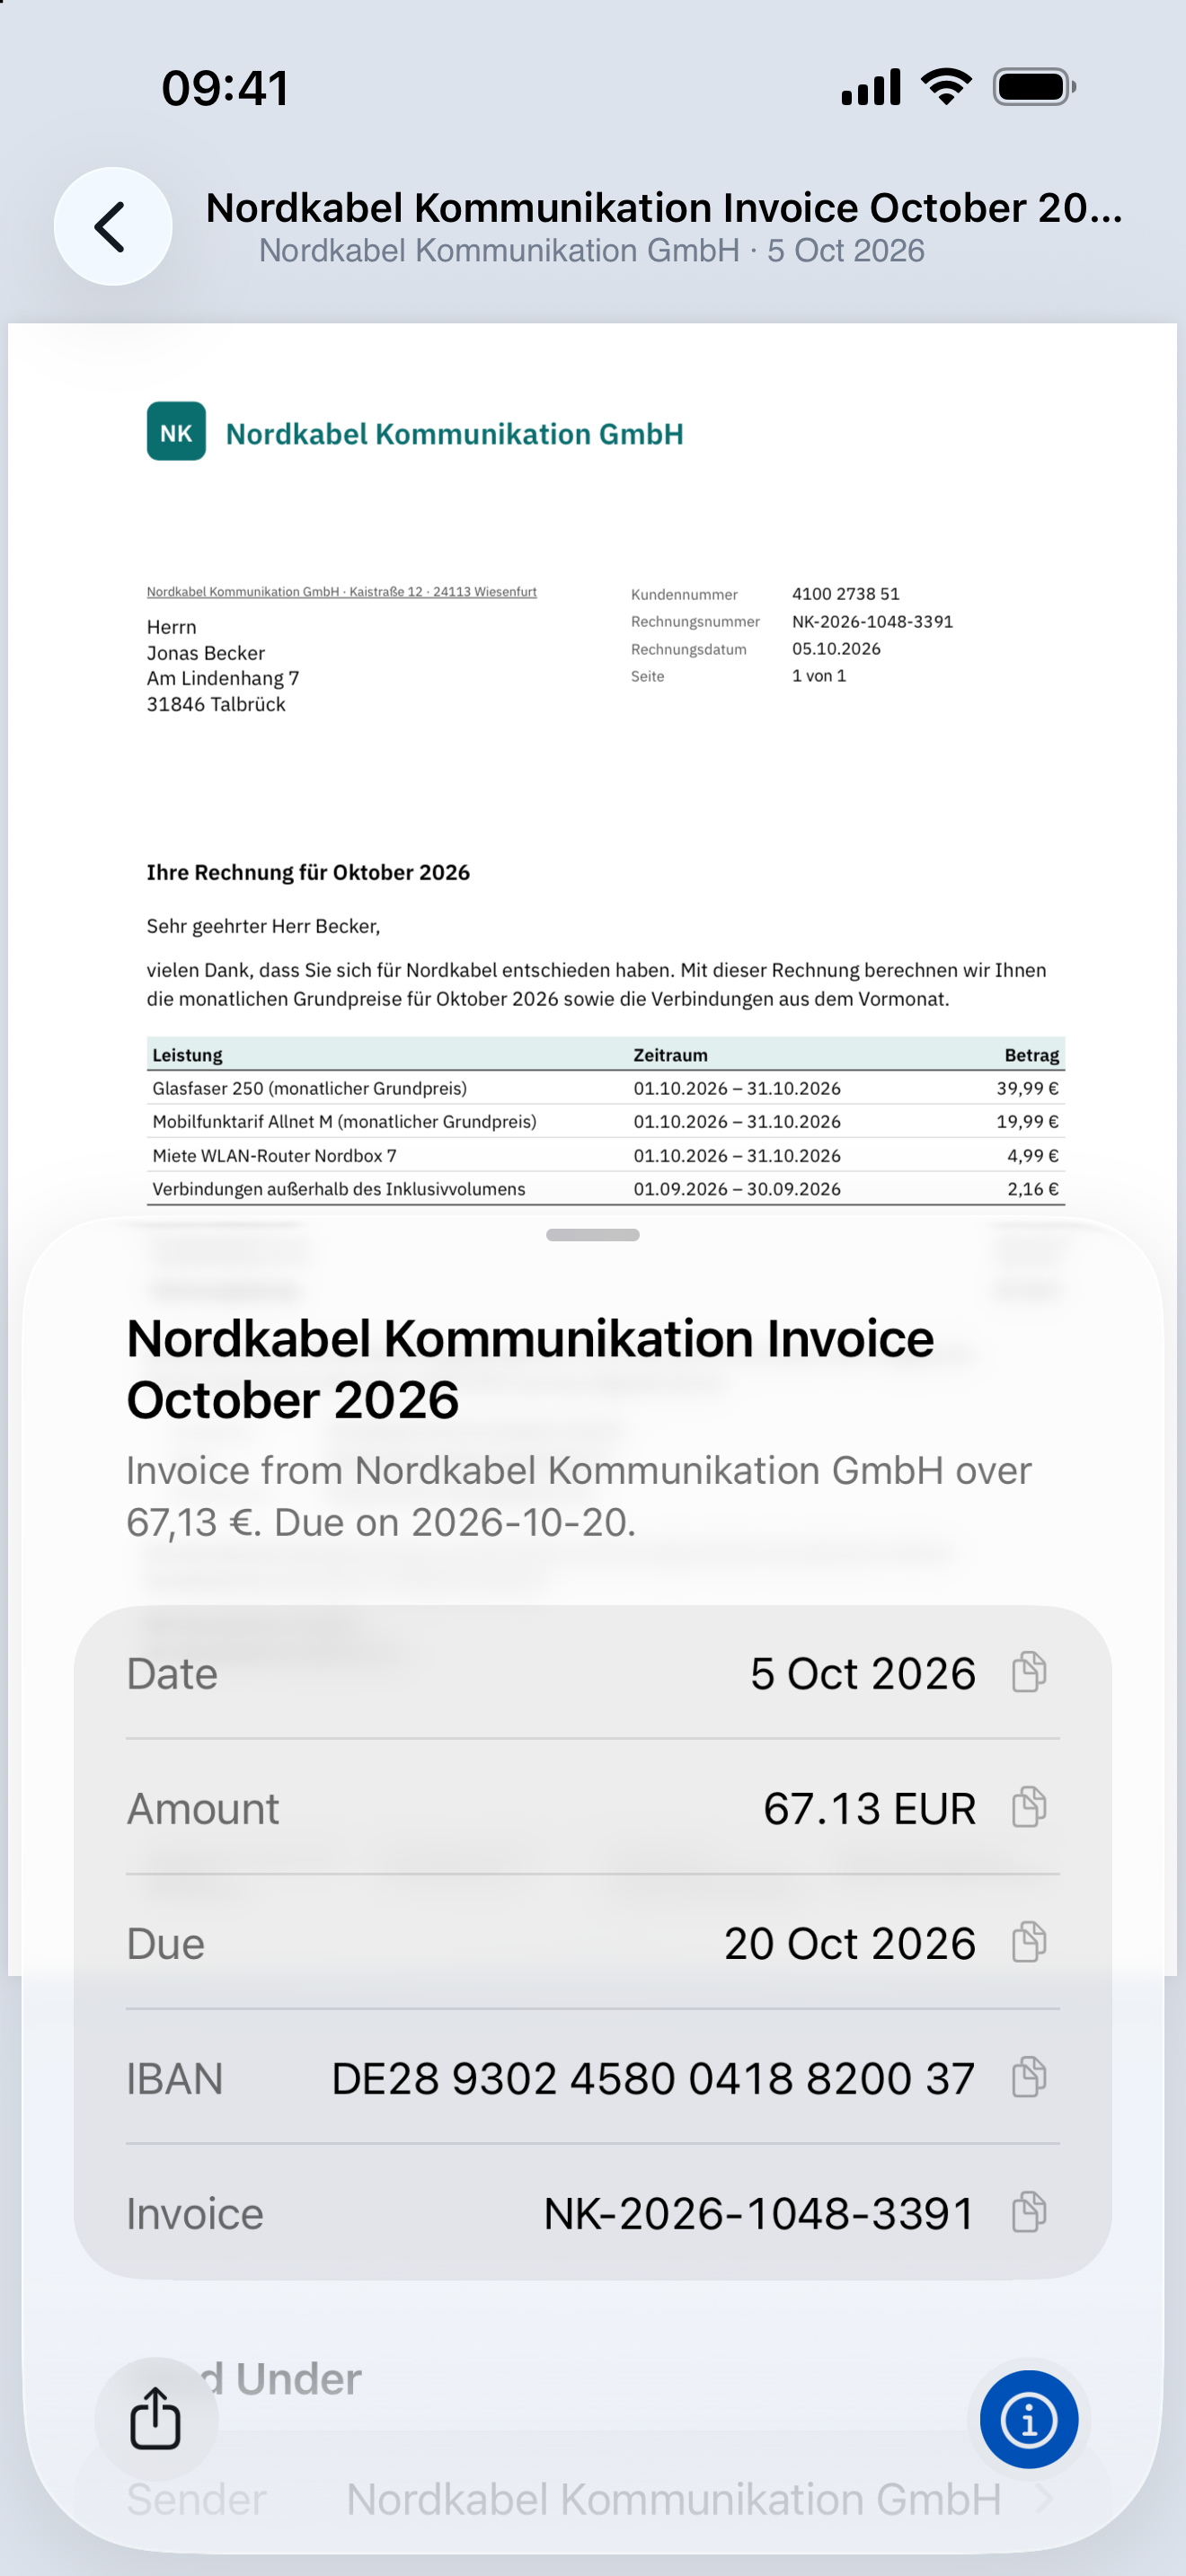 09:41
Nordkabel Kommunikation Invoice October 20...
Nordkabel Kommunikation GmbH · 5 Oct 2026
NK
Nordkabel Kommunikation GmbH
Nordkabel Kommunikation GmbH · Kaistraße 12 · 24113 Wiesenfurt
Herrn
Jonas Becker
Am Lindenhang 7
31846 Talbrück
Kundennummer 4100 2738 51
Rechnungsnummer NK-2026-1048-3391
Rechnungsdatum 05.10.2026
Seite 1 von 1
Ihre Rechnung für Oktober 2026
Sehr geehrter Herr Becker,
vielen Dank, dass Sie sich für Nordkabel entschieden haben. Mit dieser Rechnung berechnen wir Ihnen
die monatlichen Grundpreise für Oktober 2026 sowie die Verbindungen aus dem Vormonat.
Leistung Zeitraum Betrag
Glasfaser 250 (monatlicher Grundpreis) 01.10.2026 – 31.10.2026 39,99 €
Mobilfunktarif Allnet M (monatlicher Grundpreis) 01.10.2026 – 31.10.2026 19,99 €
Miete WLAN-Router Nordbox 7 01.10.2026 – 31.10.2026 4,99 €
Verbindungen außerhalb des Inklusivvolumens 01.09.2026 – 30.09.2026 2,16 €
Nordkabel Kommunikation Invoice
October 2026
Invoice from Nordkabel Kommunikation GmbH over
67,13 €. Due on 2026-10-20.
Date 5 Oct 2026
Amount 67.13 EUR
Due 20 Oct 2026
IBAN DE28 9302 4580 0418 8200 37
Invoice NK-2026-1048-3391
Under
Sender Nordkabel Kommunikation GmbH